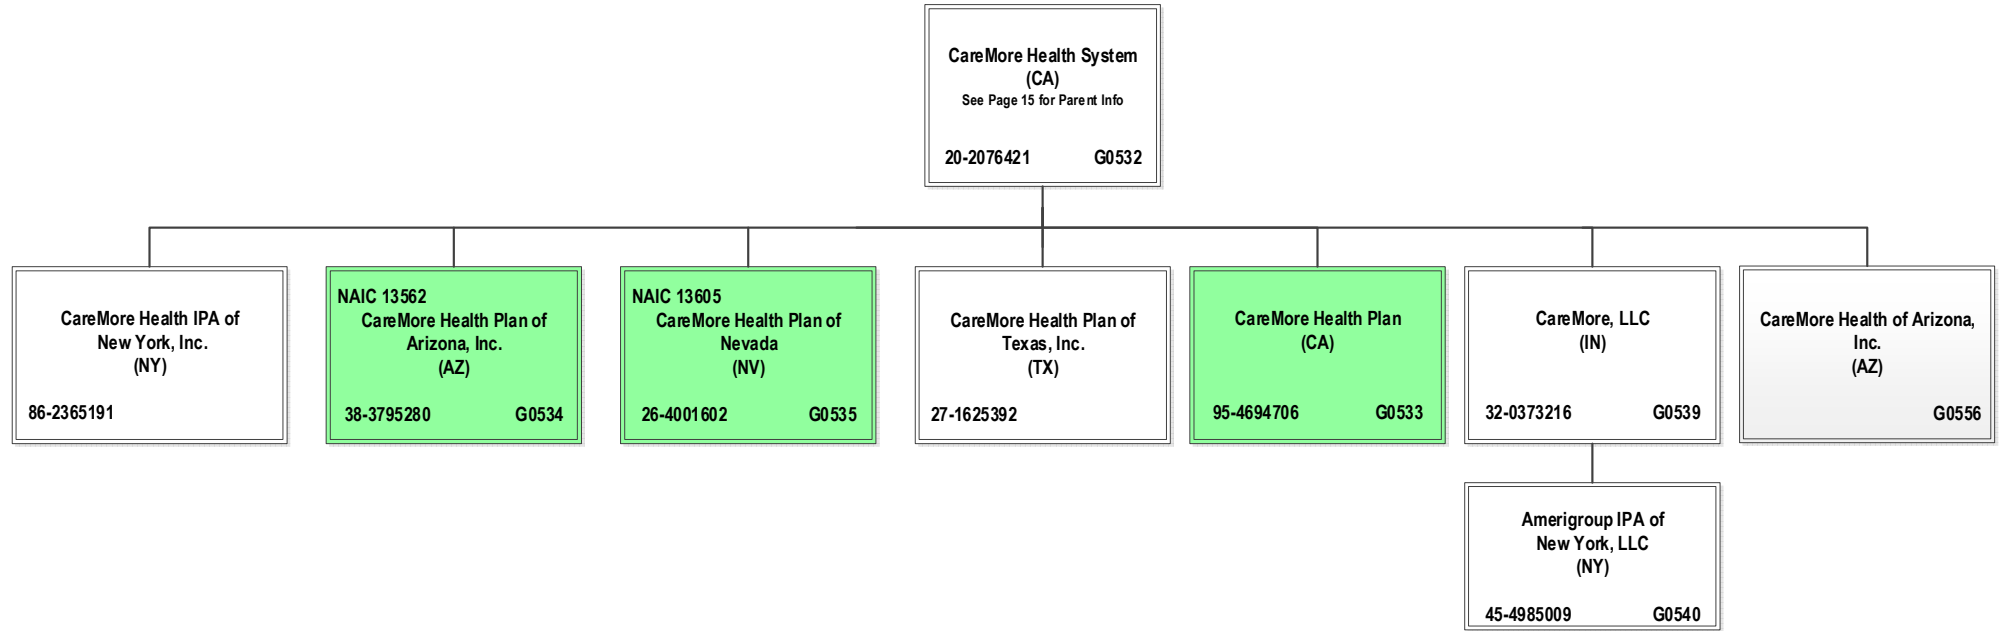 CareMore Health System
(CA)
See Page 15 for Parent Info
20-2076421 G0532
CareMore Health IPA of
New York, Inc.
(NY)
86-2365191
NAIC 13562
CareMore Health Plan of
Arizona, Inc.
(AZ)
38-3795280 G0534
NAIC 13605
CareMore Health Plan of
Nevada
(NV)
26-4001602 G0535
CareMore Health Plan of
Texas, Inc.
(TX)
27-1625392
CareMore Health Plan
(CA)
95-4694706 G0533
CareMore, LLC
(IN)
32-0373216 G0539
CareMore Health of Arizona,
Inc.
(AZ)
G0556
Amerigroup IPA of
New York, LLC
(NY)
45-4985009 G0540